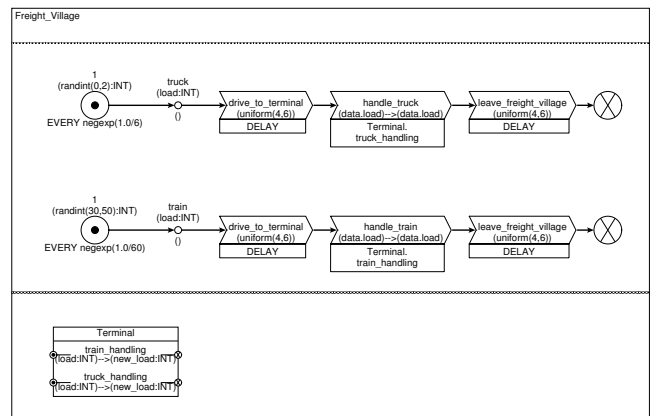 Freight_Village
1
(randint(0,2):INT)
EVERY negexp(1.0/6)
truck
(load:INT)
()
drive_to_terminal
(uniform(4,6))
DELAY
handle_truck
(data.load)-->(data.load)
Terminal.
truck_handling
leave_freight_village
(uniform(4,6))
DELAY
1
(randint(30,50):INT)
EVERY negexp(1.0/60)
train
(load:INT)
()
drive_to_terminal
(uniform(4,6))
DELAY
handle_train
(data.load)-->(data.load)
Terminal.
train_handling
leave_freight_village
(uniform(4,6))
DELAY
Terminal
train_handling
(load:INT)-->(new_load:INT)
truck_handling
(load:INT)-->(new_load:INT)